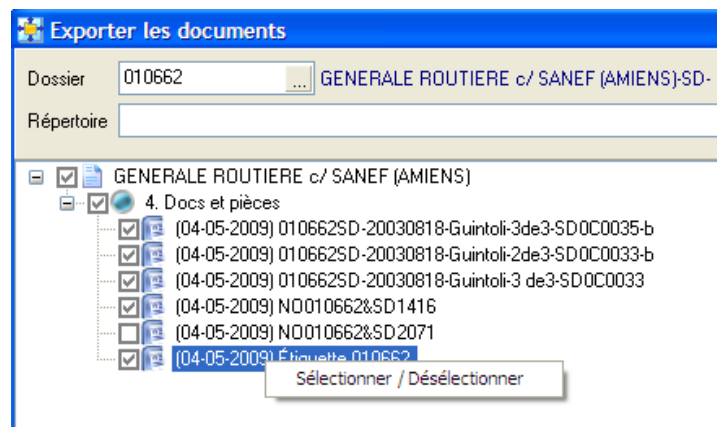 Exporter les documents
Dossier 010662 ... GENERALE ROUTIERE c/ SANEF (AMIENS)-SD-
Répertoire
GENERALE ROUTIERE c/ SANEF (AMIENS)
4. Docs et pièces
(04-05-2009) 010662SD-20030818-Guintoli-3de3-SD0C0035-b
(04-05-2009) 010662SD-20030818-Guintoli-2de3-SD0C0033-b
(04-05-2009) 010662SD-20030818-Guintoli-3 de3-SD0C0033
(04-05-2009) NO010662&SD1416
(04-05-2009) NO010662&SD2071
(04-05-2009) Étiquette 010662
Sélectionner / Désélectionner